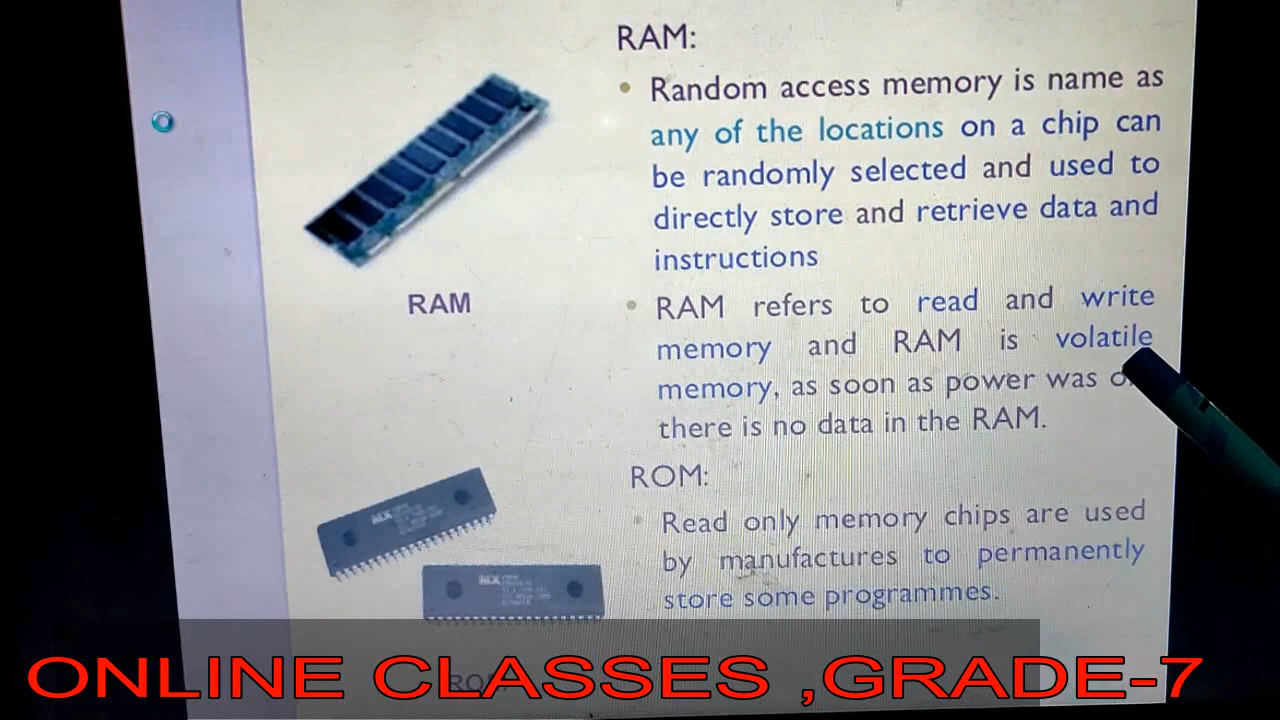 RAM:
Random access memory is name as
any of the locations on a chip can
be randomly selected and used to
directly store and retrieve data and
instructions
RAM
RAM refers to read and write
memory and RAM is volatile
memory, as soon as power was
there is no data in the RAM.
ROM:
Read only memory chips are used
by manufactures to permanently
store some programmes.
ONLINE CLASSES ,GRADE-7